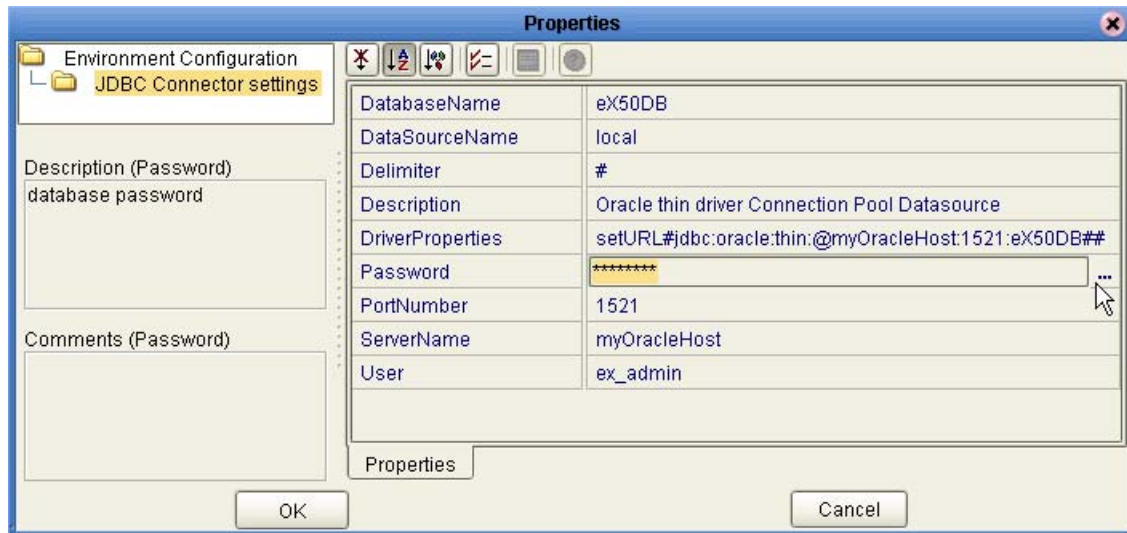 Properties
Environment Configuration
JDBC Connector settings
Description (Password)
database password
Comments (Password)
DatabaseName eX50DB
DataSourceName local
Delimiter #
Description Oracle thin driver Connection Pool Datasource
DriverProperties setURL#jdbc:oracle:thin:@myOracleHost:1521:eX50DB##
Password ******** ...
PortNumber 1521
ServerName myOracleHost
User ex_admin
Properties
OK Cancel